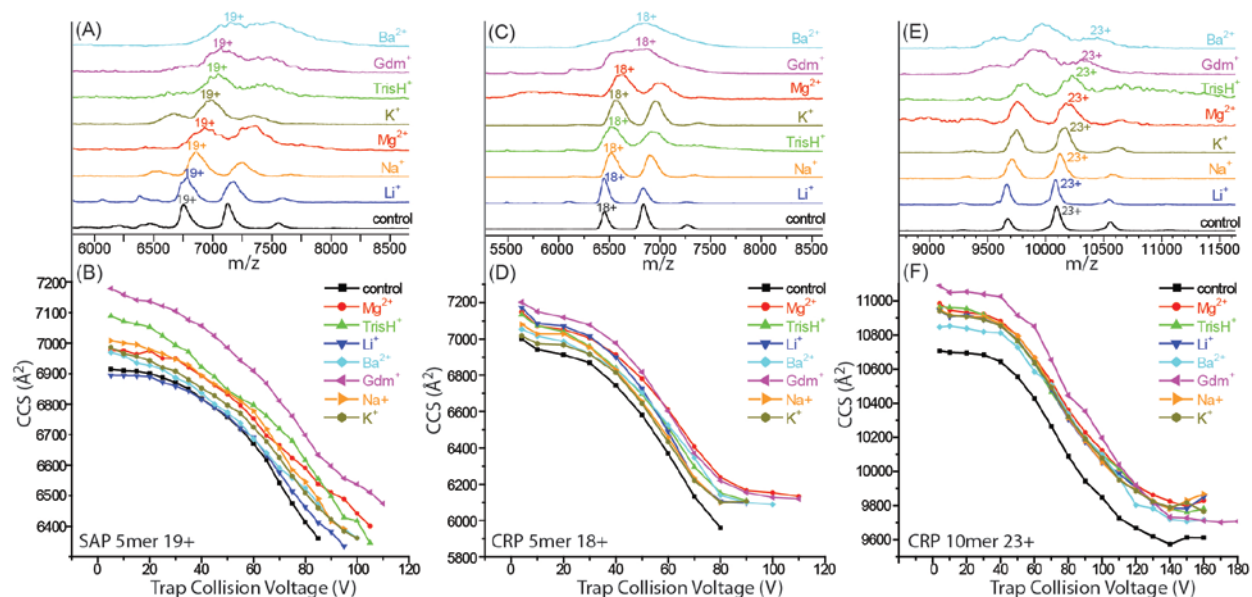 (A)
19+
Ba2+
19+
Gdm+
19+
TrisH+
19+
K+
19+
Mg2+
19+
Na+
19+
Li+
19+
control
6000 6500 7000 7500 8000 8500
m/z
(C)
18+
Ba2+
18+
Gdm+
18+
Mg2+
18+
K+
18+
TrisH+
18+
Na+
18+
Li+
18+
control
5500 6000 6500 7000 7500 8000
m/z
(E)
23+
Ba2+
23+
Gdm+
23+
TrisH+
23+
Mg2+
23+
K+
23+
Na+
23+
Li+
23+
control
9000 9500 10000 10500 11000 11500
m/z
(B)
CCS (Å2)
7200
7100
7000
6900
6800
6700
6600
6500
6400
control
Mg2+
TrisH+
Li+
Ba2+
Gdm+
Na+
K+
SAP 5mer 19+
0 20 40 60 80 100 120
Trap Collision Voltage (V)
(D)
CCS (Å2)
7200
7000
6800
6600
6400
6200
6000
5800
control
Mg2+
TrisH+
Li+
Ba2+
Gdm+
Na+
K+
CRP 5mer 18+
0 20 40 60 80 100 120
Trap Collision Voltage (V)
(F)
CCS (Å2)
11000
10800
10600
10400
10200
10000
9800
9600
control
Mg2+
TrisH+
Li+
Ba2+
Gdm+
Na+
K+
CRP 10mer 23+
0 20 40 60 80 100 120 140 160 180
Trap Collision Voltage (V)